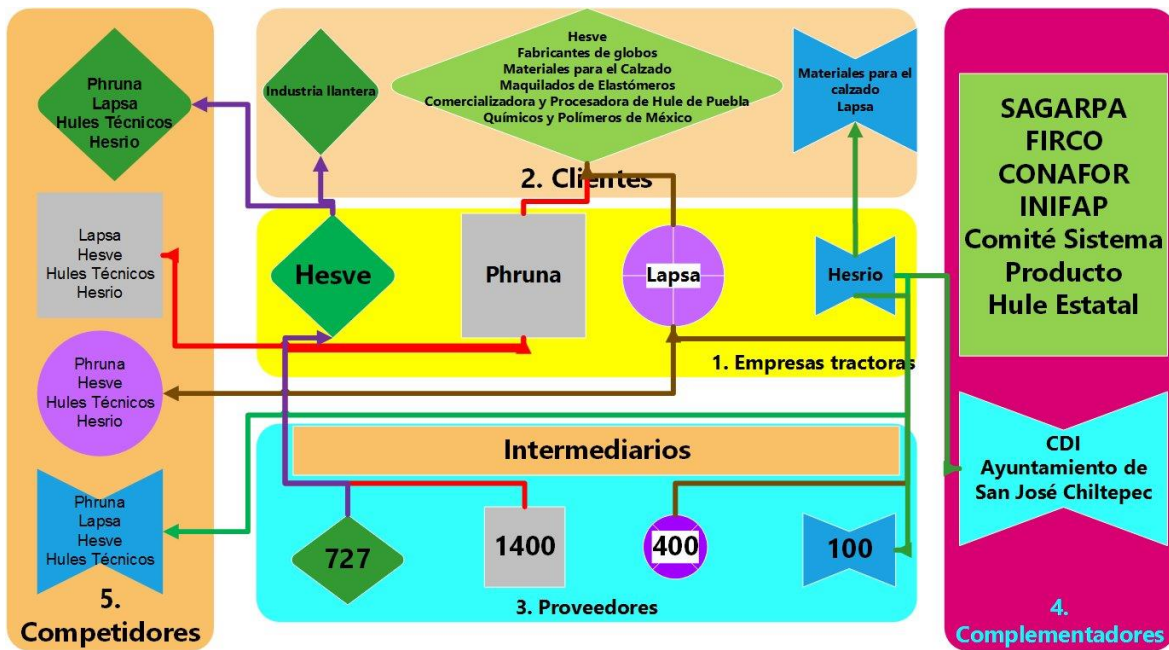 Phruna
Lapsa
Hules Técnicos
Hesrio
Lapsa
Hesve
Hules Técnicos
Hesrio
Phruna
Hesve
Hules Técnicos
Hesrio
Phruna
Lapsa
Hesve
Hules Técnicos
5.
Competidores
Industria llantera
Hesve
Fabricantes de globos
Materiales para el Calzado
Maquilados de Elastómeros
Comercializadora y Procesadora de Hule de Puebla
Químicos y Polímeros de México
Materiales para el
calzado
Lapsa
2. Clientes
Hesve
Phruna
Lapsa
Hesrio
1. Empresas tractoras
Intermediarios
727
1400
400
100
3. Proveedores
SAGARPA
FIRCO
CONAFOR
INIFAP
Comité Sistema
Producto
Hule Estatal
CDI
Ayuntamiento de
San José Chiltepec
4.
Complementadores